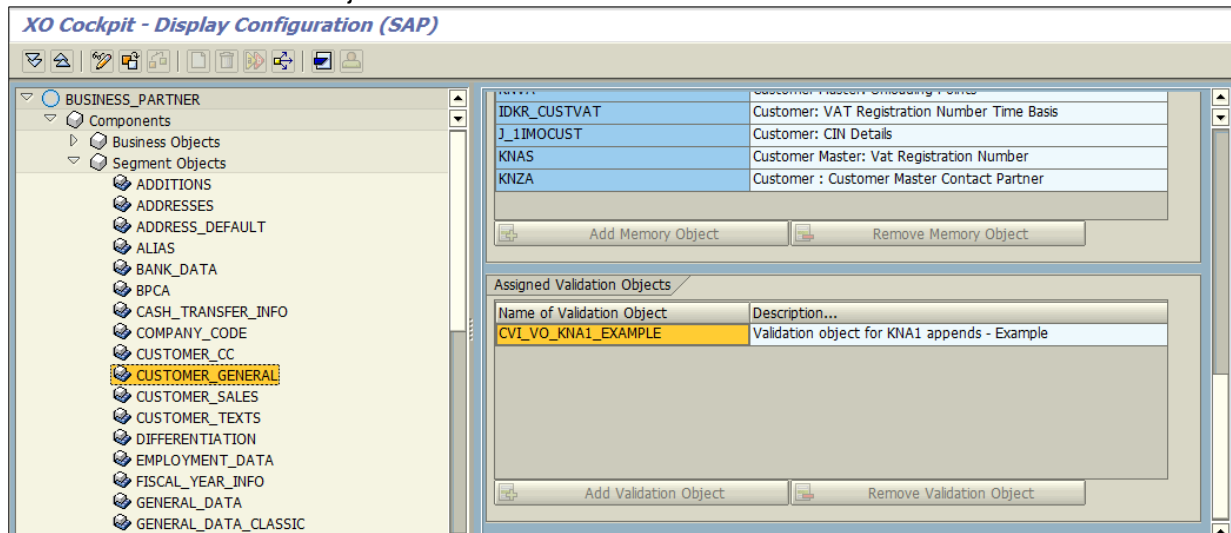 XO Cockpit - Display Configuration (SAP)
BUSINESS_PARTNER
Components
Business Objects
Segment Objects
ADDITIONS
ADDRESSES
ADDRESS_DEFAULT
ALIAS
BANK_DATA
BPCA
CASH_TRANSFER_INFO
COMPANY_CODE
CUSTOMER_CC
CUSTOMER_GENERAL
CUSTOMER_SALES
CUSTOMER_TEXTS
DIFFERENTIATION
EMPLOYMENT_DATA
FISCAL_YEAR_INFO
GENERAL_DATA
GENERAL_DATA_CLASSIC
IDKR_CUSTVAT Customer: VAT Registration Number Time Basis
J_1IMOCUST Customer: CIN Details
KNAS Customer Master: Vat Registration Number
KNZA Customer : Customer Master Contact Partner
Add Memory Object Remove Memory Object
Assigned Validation Objects
Name of Validation Object Description...
CVI_VO_KNA1_EXAMPLE Validation object for KNA1 appends - Example
Add Validation Object Remove Validation Object